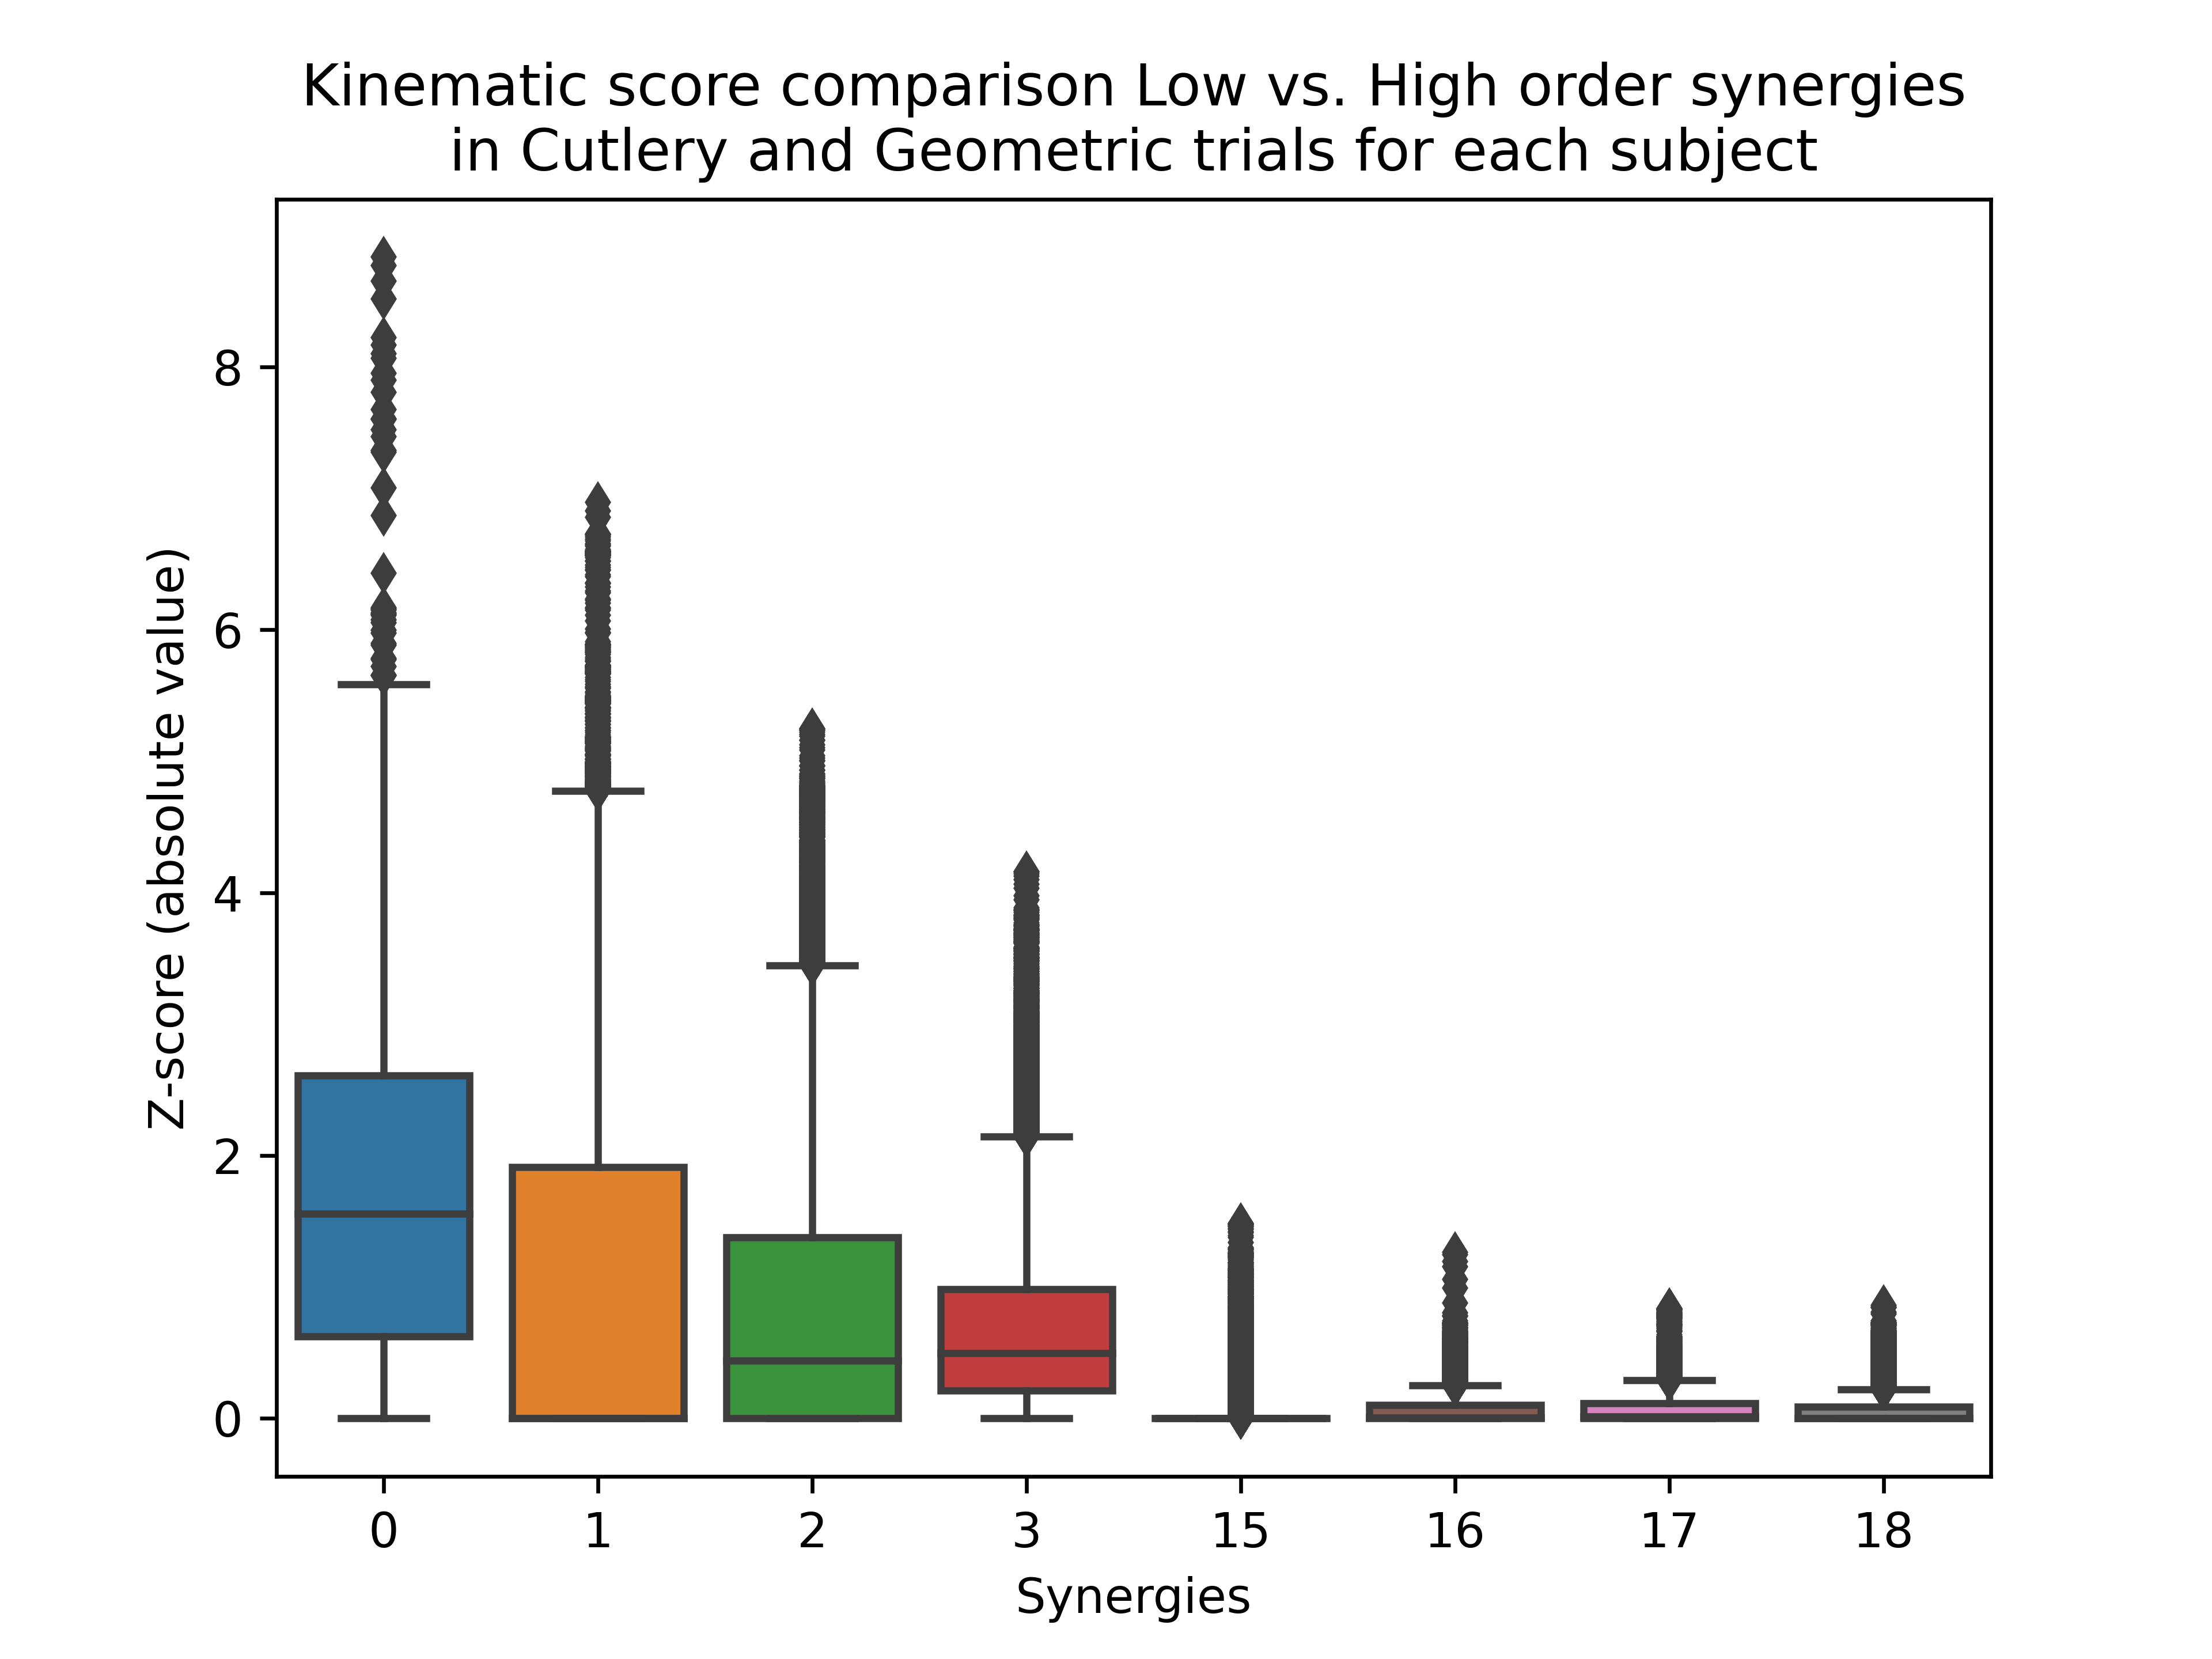 Kinematic score comparison Low vs. High order synergies
in Cutlery and Geometric trials for each subject
Z-score (absolute value)
8
6
4
2
0
0 1 2 3 15 16 17 18
Synergies